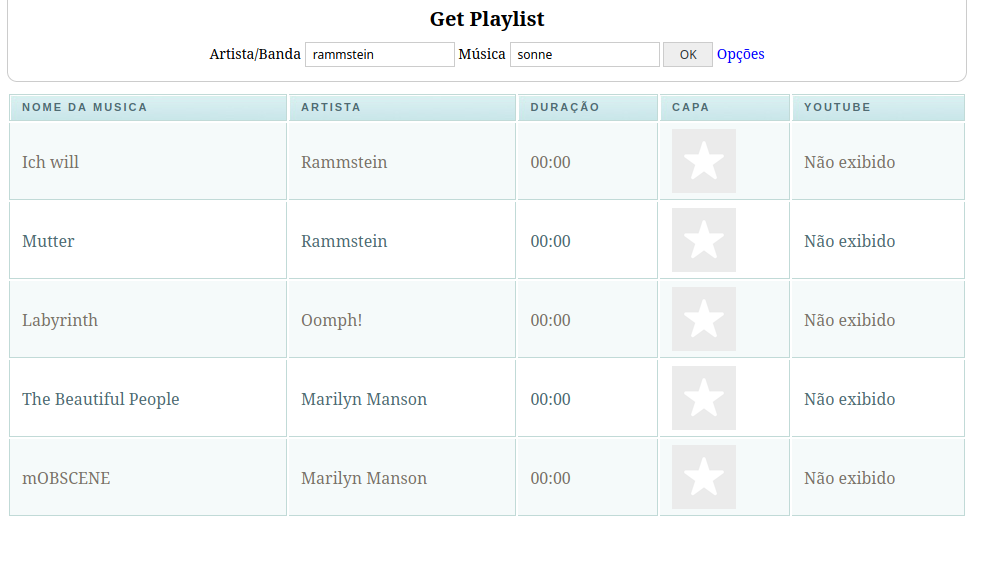 Get Playlist
Artista/Banda rammstein Música sonne OK Opções
NOME DA MUSICA ARTISTA DURAÇÃO CAPA YOUTUBE
Ich will Rammstein 00:00 Não exibido
Mutter Rammstein 00:00 Não exibido
Labyrinth Oomph! 00:00 Não exibido
The Beautiful People Marilyn Manson 00:00 Não exibido
mOBSCENE Marilyn Manson 00:00 Não exibido